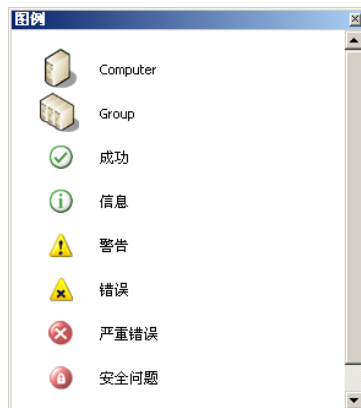 图例
Computer
Group
成功
信息
警告
错误
严重错误
安全问题